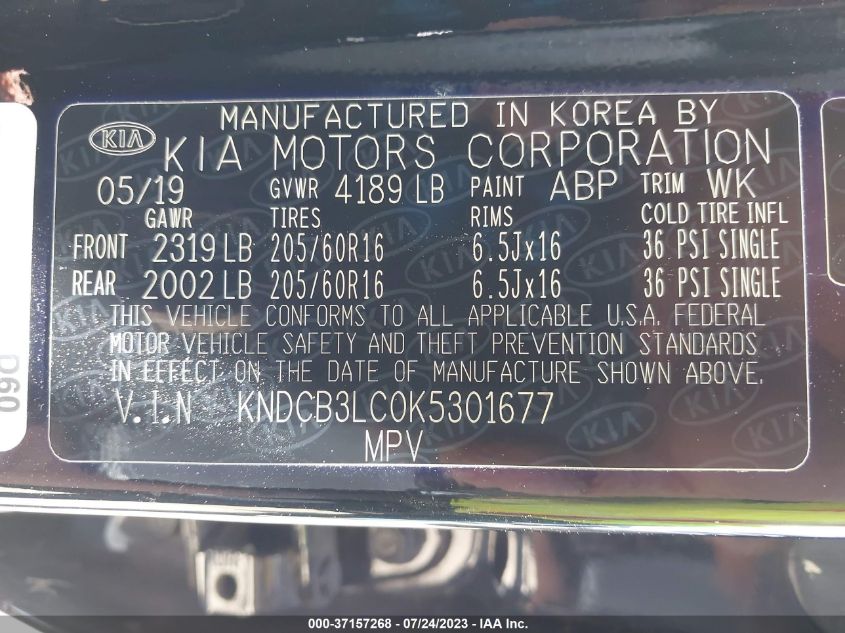 MANUFACTURED IN KOREA BY
KIA KIA MOTORS CORPORATION
05/19 GVWR 4189 LB PAINT ABP TRIM WK
GAWR TIRES RIMS COLD TIRE INFL
FRONT 2319 LB 205/60R16 6.5Jx16 36 PSI SINGLE
REAR 2002 LB 205/60R16 6.5Jx16 36 PSI SINGLE
THIS VEHICLE CONFORMS TO ALL APPLICABLE U.S.A. FEDERAL
MOTOR VEHICLE SAFETY AND THEFT PREVENTION STANDARDS
IN EFFECT ON THE DATE OF MANUFACTURE SHOWN ABOVE.
V.I.N KNDCB3LC0K5301677
MPV
000-37157268 - 07/24/2023 - IAAI.com